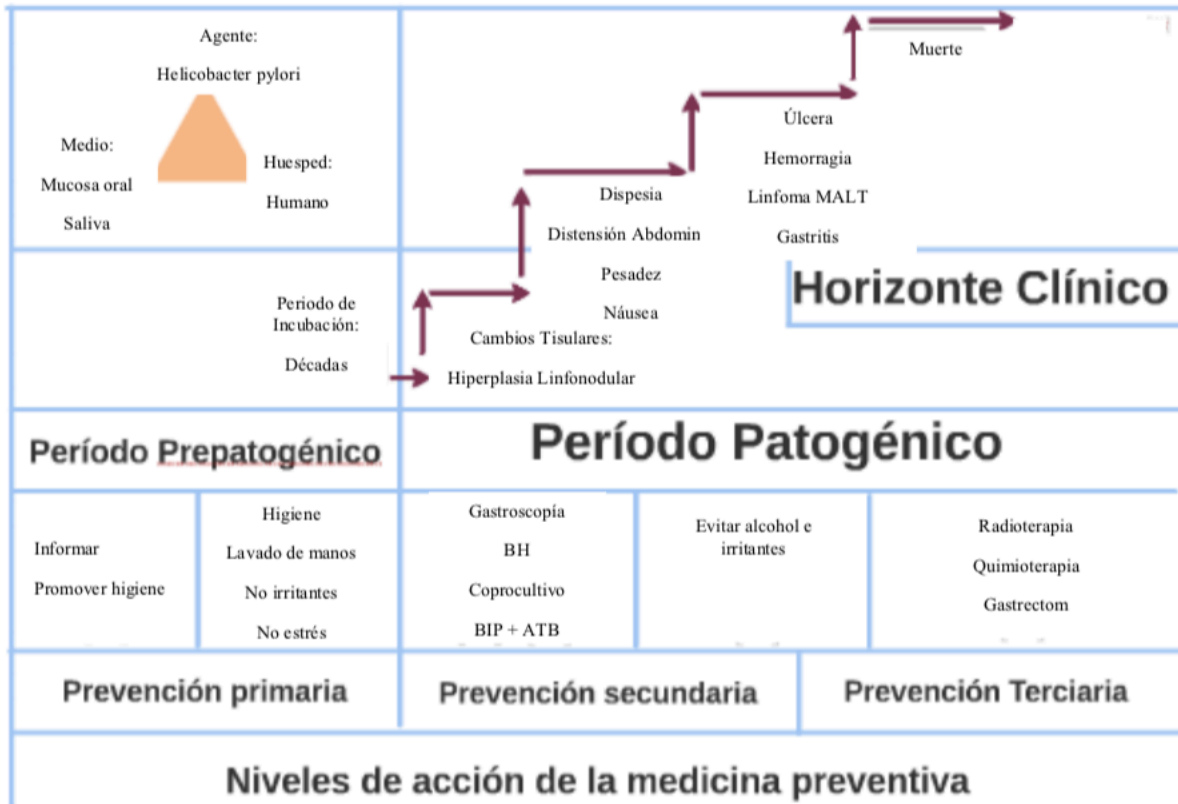 Agente:
Helicobacter pylori
Medio:
Mucosa oral
Saliva
Huesped:
Humano
Muerte
Úlcera
Hemorragia
Linfoma MALT
Gastritis
Dispesia
Distensión Abdomin
Pesadez
Náusea
Horizonte Clínico
Periodo de
Incubación:
Décadas
Cambios Tisulares:
Hiperplasia Linfonodular
Período Prepatogénico
Período Patogénico
Informar
Promover higiene
Higiene
Lavado de manos
No irritantes
No estrés
Gastroscopía
BH
Coprocultivo
BIP + ATB
Evitar alcohol e
irritantes
Radioterapia
Quimioterapia
Gastrectom
Prevención primaria
Prevención secundaria
Prevención Terciaria
Niveles de acción de la medicina preventiva